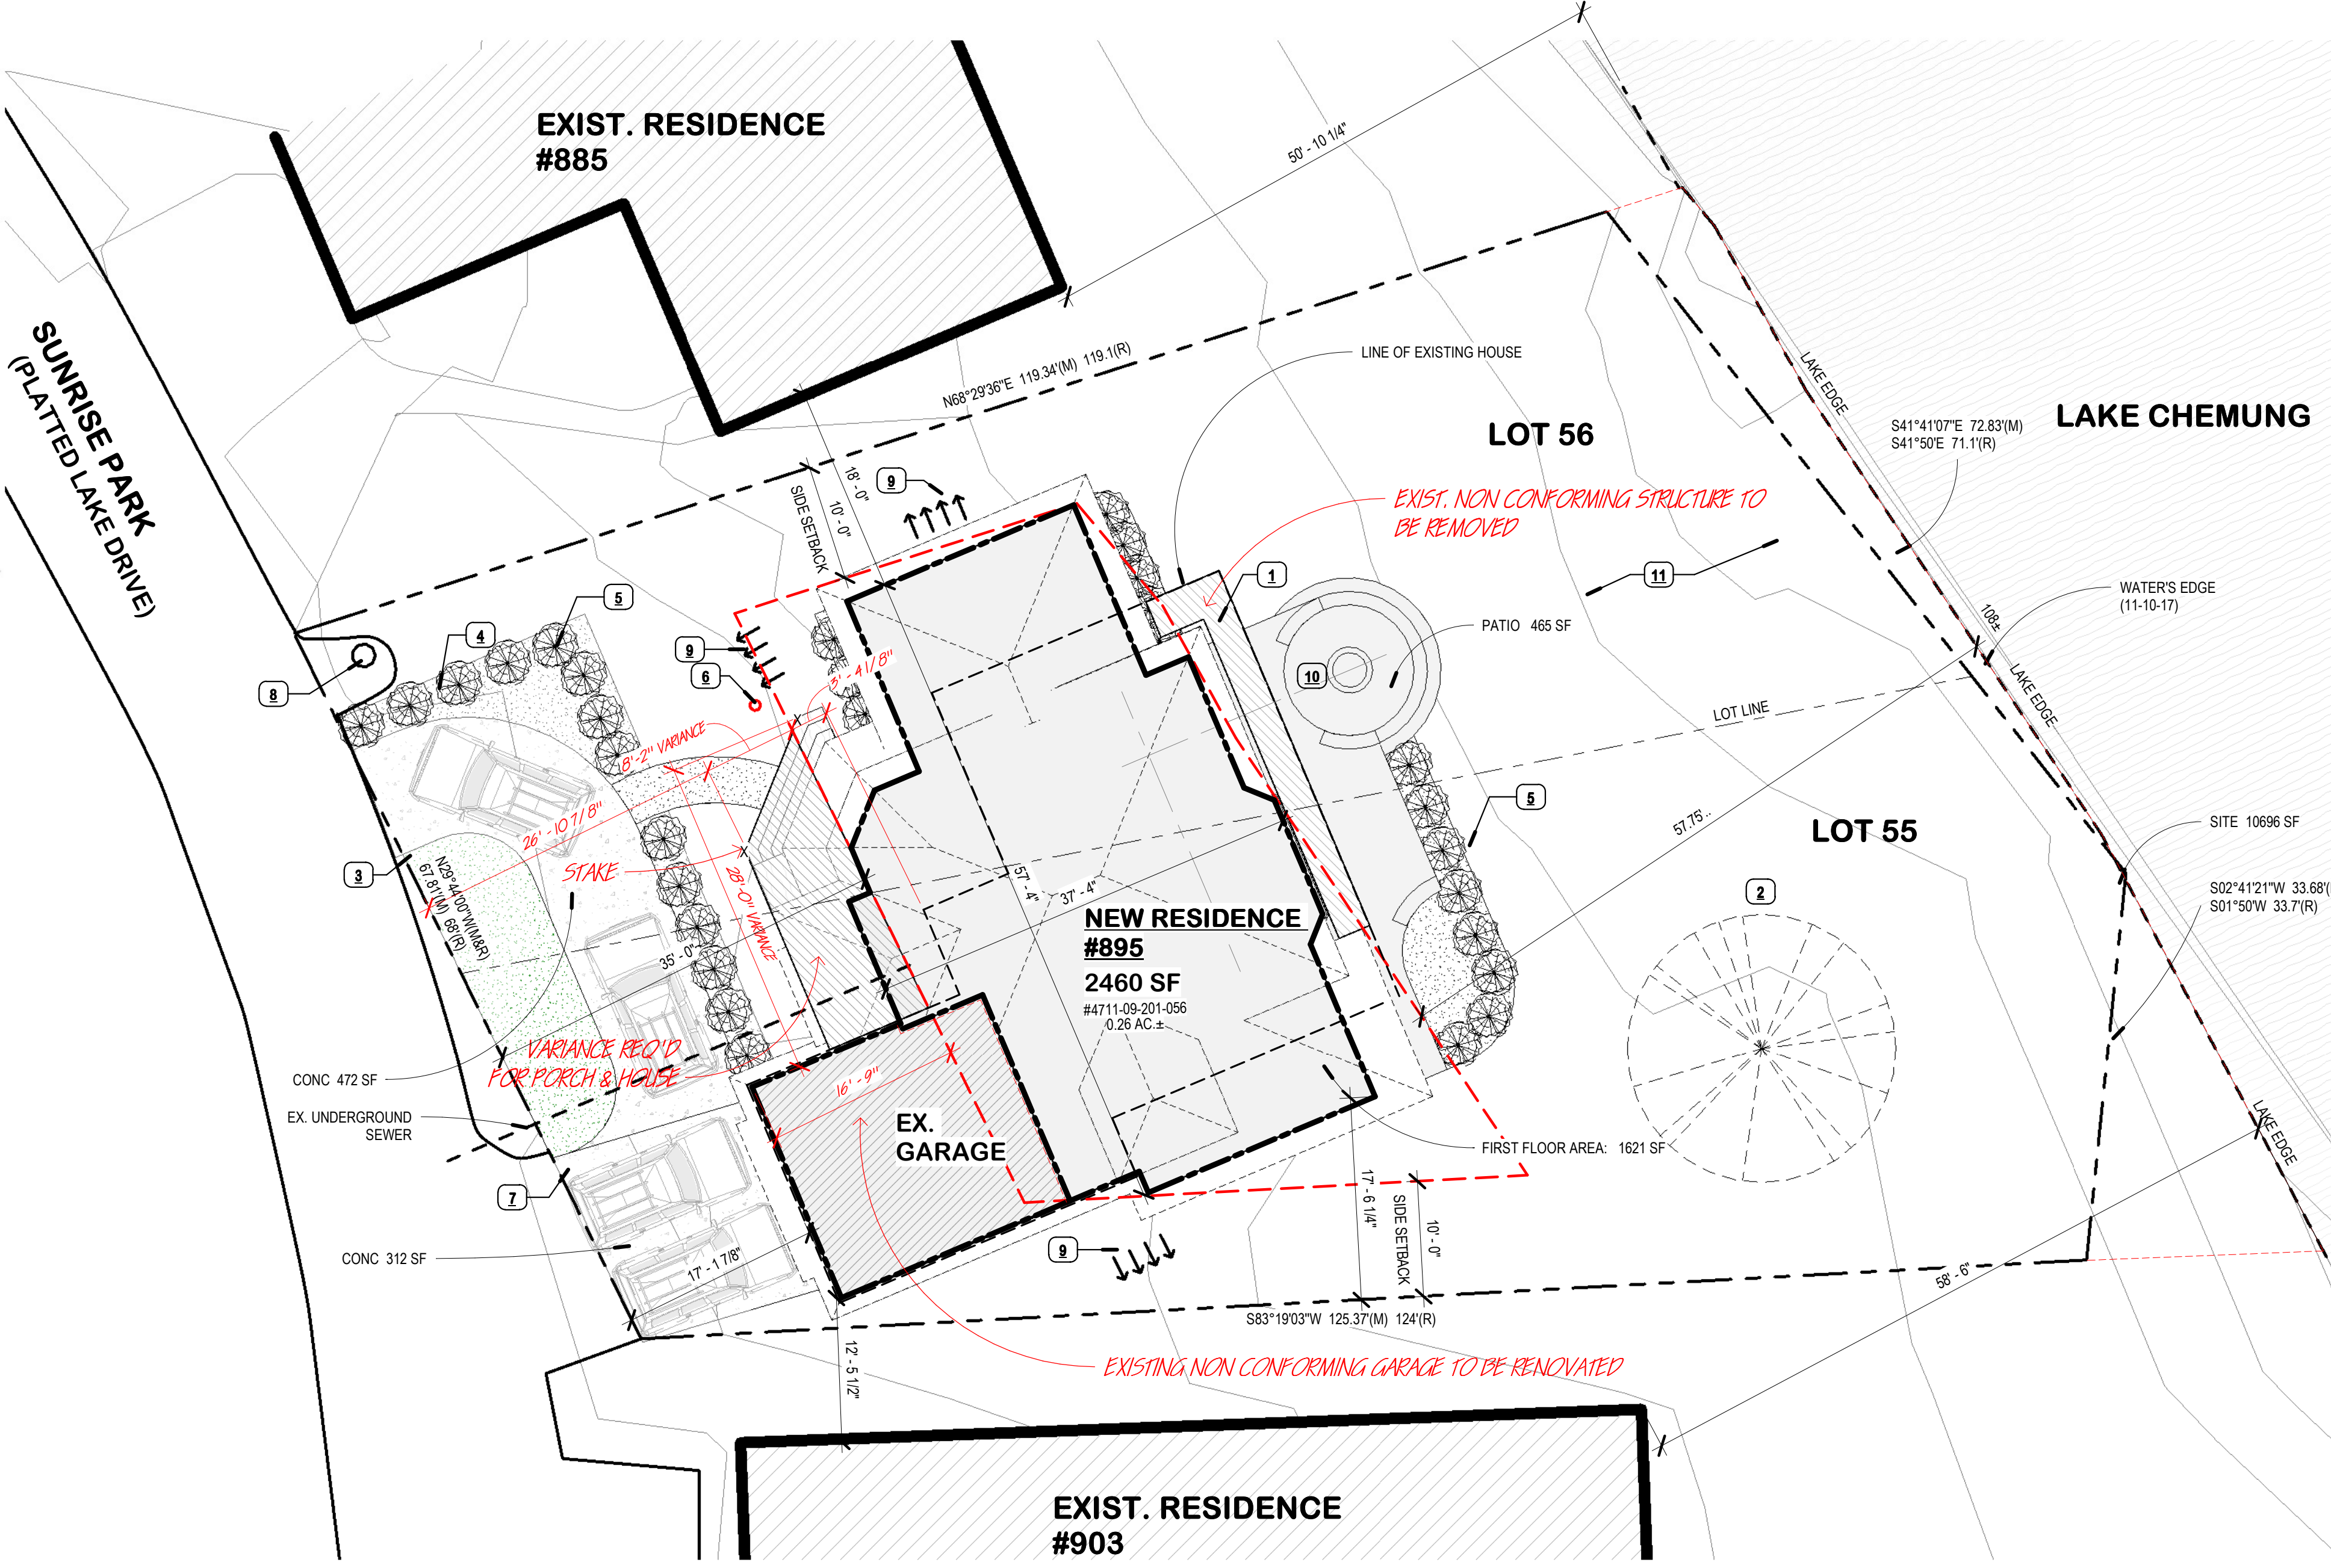 EXIST. RESIDENCE
#885
50' - 10 1/4"
SUNRISE PARK
(PLATTED LAKE DRIVE)
N68°29'36"E 119.34'(M) 119.1(R)
LINE OF EXISTING HOUSE
LOT 56
LAKE EDGE
LAKE CHEMUNG
S41°41'07"E 72.83'(M)
S41°50'E 71.1'(R)
18' - 0"
10' - 0"
SIDE SETBACK
9
EXIST. NON CONFORMING STRUCTURE TO
BE REMOVED
1
11
WATER'S EDGE
(11-10-17)
108±
5
4
9
6
8
3' - 4 1/8"
PATIO 465 SF
10
LAKE EDGE
LOT LINE
8'-2" VARIANCE
26' - 10 7/8"
5
57.75'..
LOT 55
SITE 10696 SF
STAKE
3
N29°44'00"W(M&R)
67.81'(M) 68'(R)
28'-0" VARIANCE
57' - 4"
37' - 4"
35' - 0"
2
S02°41'21"W 33.68'(
S01°50'W 33.7'(R)
NEW RESIDENCE
#895
2460 SF
#4711-09-201-056
0.26 AC.±
VARIANCE REQ'D
FOR PORCH & HOUSE
CONC 472 SF
EX. UNDERGROUND
SEWER
16' - 9"
EX.
GARAGE
FIRST FLOOR AREA: 1621 SF
LAKE EDGE
7
17' - 6 1/4"
SIDE SETBACK
10' - 0"
CONC 312 SF
17' - 1 7/8"
9
58' - 6"
S83°19'03"W 125.37'(M) 124'(R)
12' - 5 1/2"
EXISTING NON CONFORMING GARAGE TO BE RENOVATED
EXIST. RESIDENCE
#903